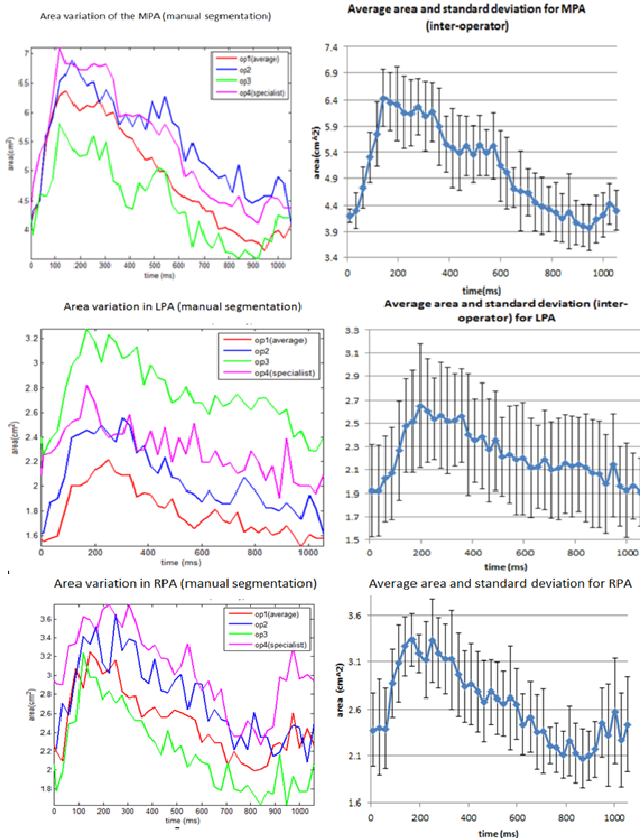 Area variation of the MPA (manual segmentation)
7
6.5
6
5.5
5
4.5
4
area(cm²)
0 100 200 300 400 500 600 700 800 900 1000
time (ms)
op1(average)
op2
op3
op4(specialist)
Average area and standard deviation for MPA
(inter-operator)
7.4
6.4
5.4
4.4
3.4
area(cm^2)
0 200 400 600 800 1000
time(ms)
Area variation in LPA (manual segmentation)
3.2
3
2.8
2.6
2.4
2.2
2
1.8
1.6
area(cm²)
0 200 400 600 800 1000
time (ms)
op1(average)
op2
op3
op4(specialist)
Average area and standard deviation (inter-
operator) for LPA
3.3
3.1
2.9
2.7
2.5
2.3
2.1
1.9
1.7
1.5
area(cm^2)
0 200 400 600 800 1000
time (ms)
Area variation in RPA (manual segmentation)
3.6
3.4
3.2
3
2.8
2.6
2.4
2.2
2
1.8
area(cm²)
0 100 200 300 400 500 600 700 800 900 1000
time (ms)
op1(average)
op2
op3
op4(specialist)
Average area and standard deviation for RPA
3.6
3.1
2.6
2.1
1.6
area (cm^2)
0 200 400 600 800 1000
time(ms)